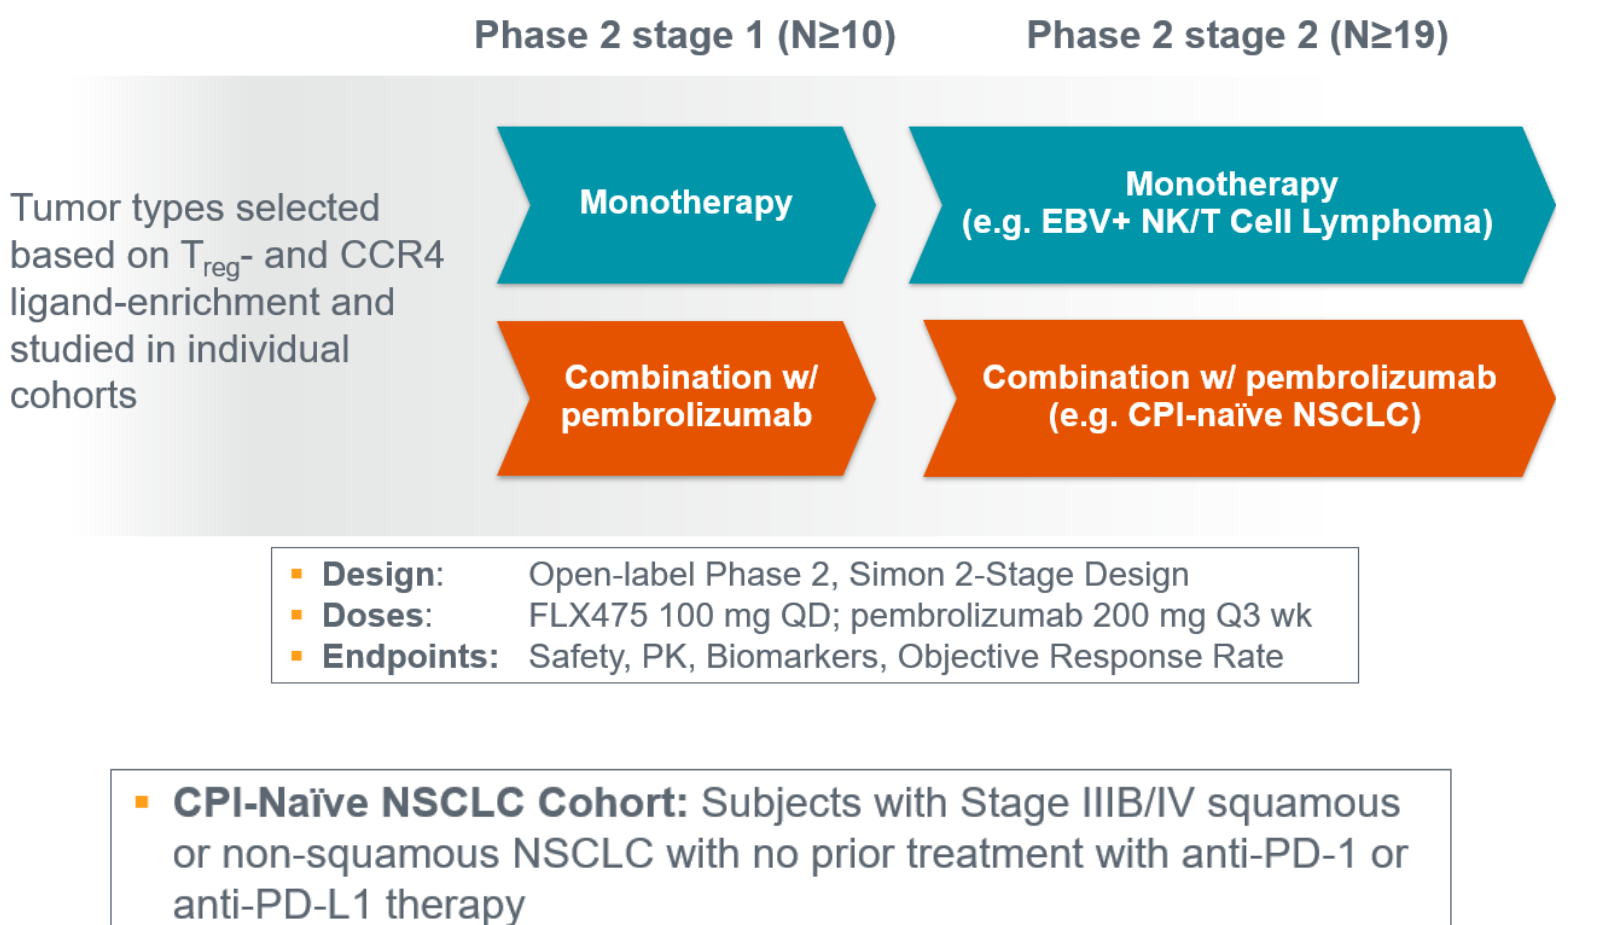 Phase 2 stage 1 (N≥10)
Phase 2 stage 2 (N≥19)
Tumor types selected
based on Treg- and CCR4
ligand-enrichment and
studied in individual
cohorts
Monotherapy
Monotherapy
(e.g. EBV+ NK/T Cell Lymphoma)
Combination w/
pembrolizumab
Combination w/ pembrolizumab
(e.g. CPI-naïve NSCLC)
▪ Design: Open-label Phase 2, Simon 2-Stage Design
▪ Doses: FLX475 100 mg QD; pembrolizumab 200 mg Q3 wk
▪ Endpoints: Safety, PK, Biomarkers, Objective Response Rate
▪ CPI-Naïve NSCLC Cohort: Subjects with Stage IIIB/IV squamous
or non-squamous NSCLC with no prior treatment with anti-PD-1 or
anti-PD-L1 therapy